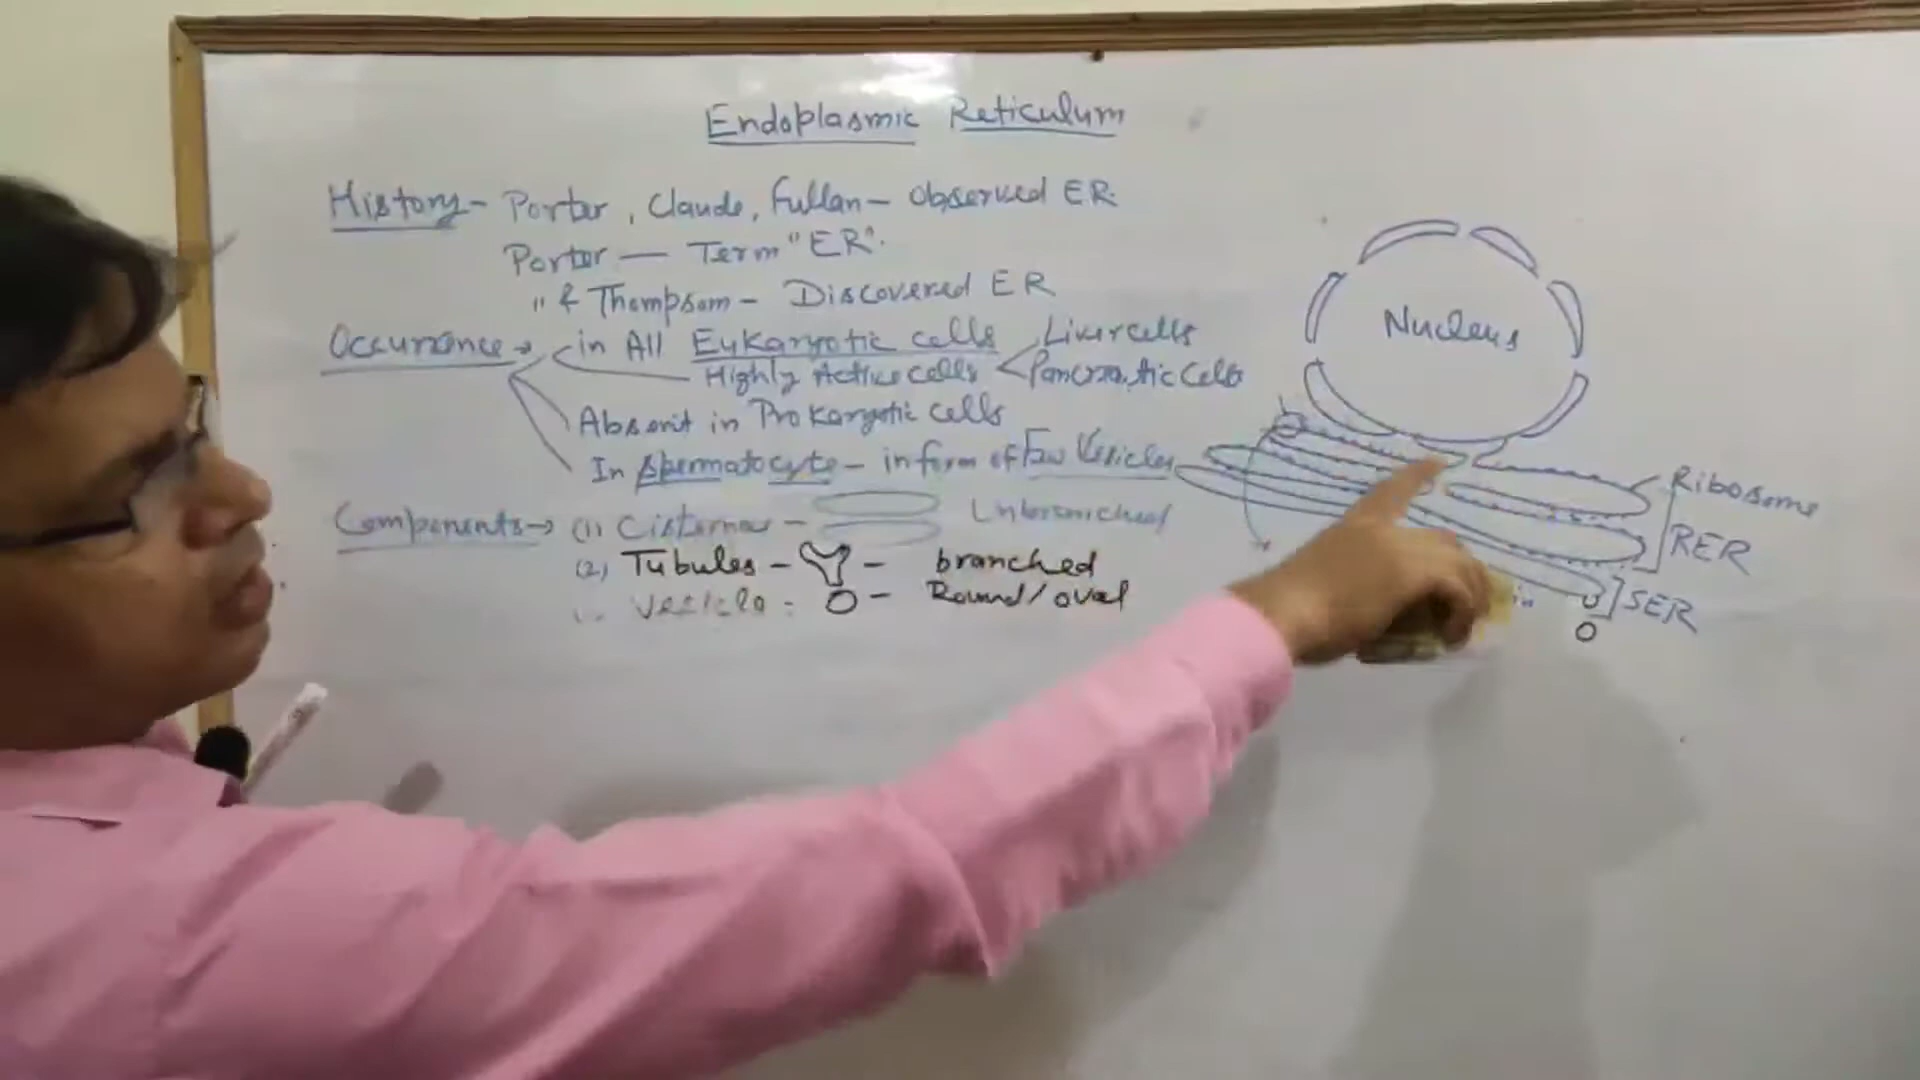 Endoplasmic Reticulum
History - Porter, Claude, Fullan - Observed ER.
Porter — Term "ER".
" & Thompson - Discovered ER
Occurrence → in All Eukaryotic cells
Liver cells
Highly Active cells
Pancreatic Cells
Absent in Prokaryotic cells
In spermatocyte - in form of Few Vesicles
Components → (1) Cisternae - Unbranched
(2) Tubules - branched
Vesicle - Round/oval
Nucleus
Ribosome
RER
SER